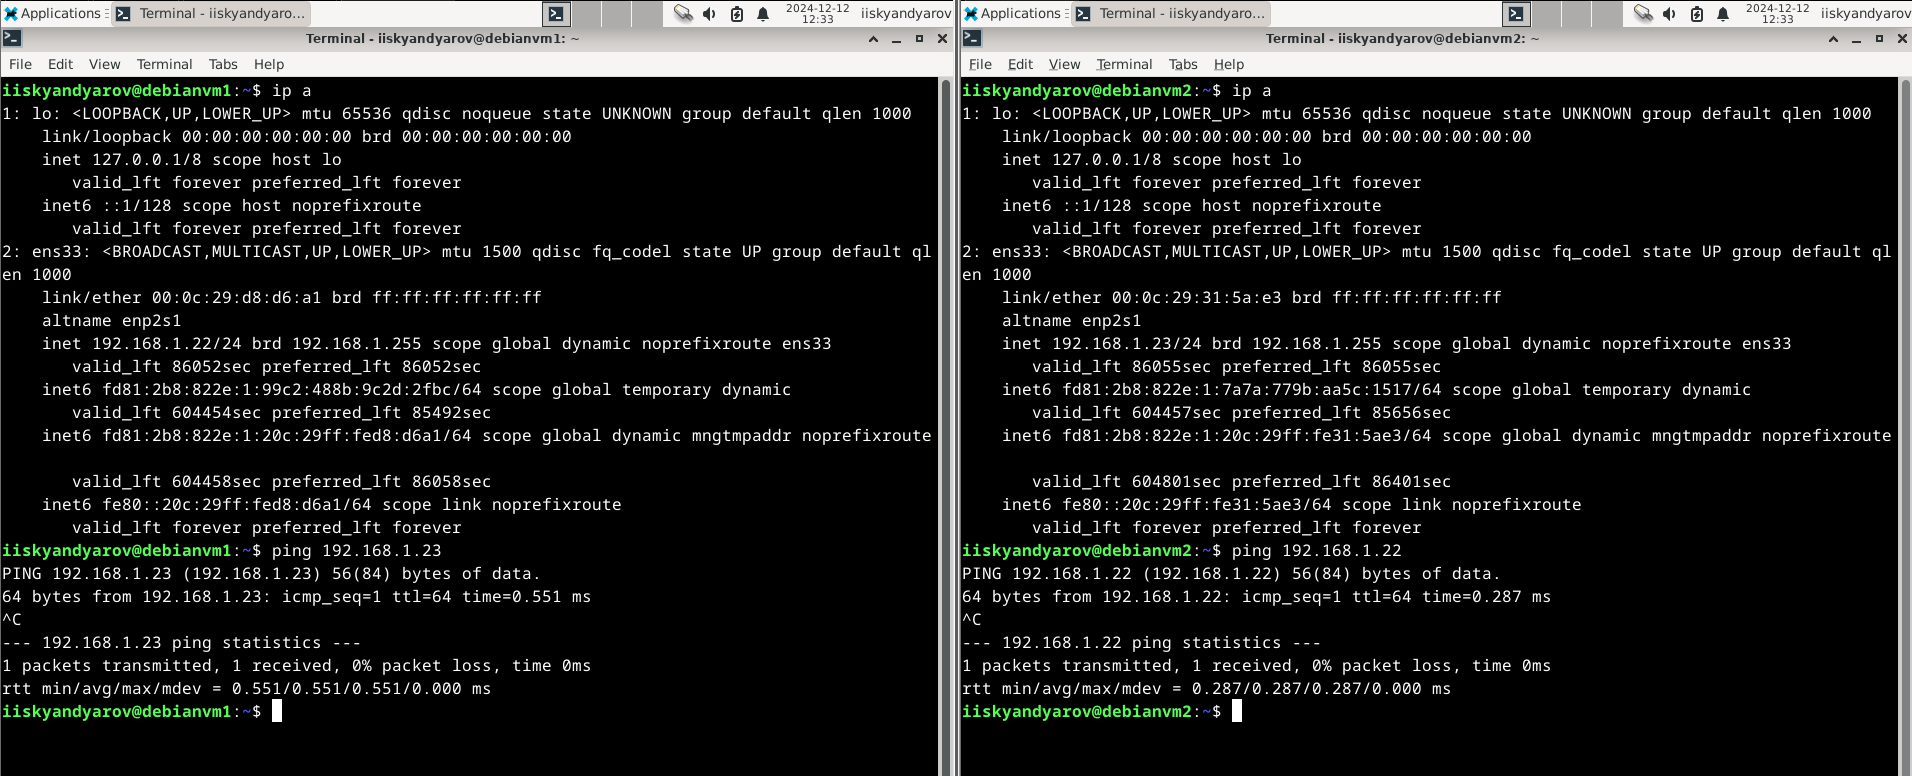 Applications
Terminal - iiskyandyaro...
2024-12-12
12:33
iiskyandyarov
Terminal - iiskyandyarov@debianvm1: ~
File Edit View Terminal Tabs Help
iiskyandyarov@debianvm1:~$ ip a
1: lo: <LOOPBACK,UP,LOWER_UP> mtu 65536 qdisc noqueue state UNKNOWN group default qlen 1000
link/loopback 00:00:00:00:00:00 brd 00:00:00:00:00:00
inet 127.0.0.1/8 scope host lo
valid_lft forever preferred_lft forever
inet6 ::1/128 scope host noprefixroute
valid_lft forever preferred_lft forever
2: ens33: <BROADCAST,MULTICAST,UP,LOWER_UP> mtu 1500 qdisc fq_codel state UP group default ql
en 1000
link/ether 00:0c:29:d8:d6:a1 brd ff:ff:ff:ff:ff:ff
altname enp2s1
inet 192.168.1.22/24 brd 192.168.1.255 scope global dynamic noprefixroute ens33
valid_lft 86052sec preferred_lft 86052sec
inet6 fd81:2b8:822e:1:99c2:488b:9c2d:2fbc/64 scope global temporary dynamic
valid_lft 604454sec preferred_lft 85492sec
inet6 fd81:2b8:822e:1:20c:29ff:fed8:d6a1/64 scope global dynamic mngtmpaddr noprefixroute
valid_lft 604458sec preferred_lft 86058sec
inet6 fe80::20c:29ff:fed8:d6a1/64 scope link noprefixroute
valid_lft forever preferred_lft forever
iiskyandyarov@debianvm1:~$ ping 192.168.1.23
PING 192.168.1.23 (192.168.1.23) 56(84) bytes of data.
64 bytes from 192.168.1.23: icmp_seq=1 ttl=64 time=0.551 ms
^C
--- 192.168.1.23 ping statistics ---
1 packets transmitted, 1 received, 0% packet loss, time 0ms
rtt min/avg/max/mdev = 0.551/0.551/0.551/0.000 ms
iiskyandyarov@debianvm1:~$
Applications
Terminal - iiskyandyaro...
2024-12-12
12:33
iiskyandyarov
Terminal - iiskyandyarov@debianvm2: ~
File Edit View Terminal Tabs Help
iiskyandyarov@debianvm2:~$ ip a
1: lo: <LOOPBACK,UP,LOWER_UP> mtu 65536 qdisc noqueue state UNKNOWN group default qlen 1000
link/loopback 00:00:00:00:00:00 brd 00:00:00:00:00:00
inet 127.0.0.1/8 scope host lo
valid_lft forever preferred_lft forever
inet6 ::1/128 scope host noprefixroute
valid_lft forever preferred_lft forever
2: ens33: <BROADCAST,MULTICAST,UP,LOWER_UP> mtu 1500 qdisc fq_codel state UP group default ql
en 1000
link/ether 00:0c:29:31:5a:e3 brd ff:ff:ff:ff:ff:ff
altname enp2s1
inet 192.168.1.23/24 brd 192.168.1.255 scope global dynamic noprefixroute ens33
valid_lft 86055sec preferred_lft 86055sec
inet6 fd81:2b8:822e:1:7a7a:779b:aa5c:1517/64 scope global temporary dynamic
valid_lft 604457sec preferred_lft 85656sec
inet6 fd81:2b8:822e:1:20c:29ff:fe31:5ae3/64 scope global dynamic mngtmpaddr noprefixroute
valid_lft 604801sec preferred_lft 86401sec
inet6 fe80::20c:29ff:fe31:5ae3/64 scope link noprefixroute
valid_lft forever preferred_lft forever
iiskyandyarov@debianvm2:~$ ping 192.168.1.22
PING 192.168.1.22 (192.168.1.22) 56(84) bytes of data.
64 bytes from 192.168.1.22: icmp_seq=1 ttl=64 time=0.287 ms
^C
--- 192.168.1.22 ping statistics ---
1 packets transmitted, 1 received, 0% packet loss, time 0ms
rtt min/avg/max/mdev = 0.287/0.287/0.287/0.000 ms
iiskyandyarov@debianvm2:~$